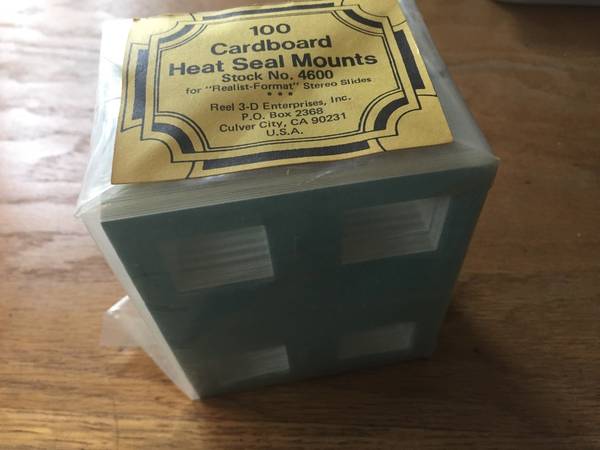 100
Cardboard
Heat Seal Mounts
Stock No. 4600
for "Realist-Format" Stereo Slides
* * *
Reel 3-D Enterprises, Inc.
P.O. Box 2368
Culver City, CA 90231
U.S.A.